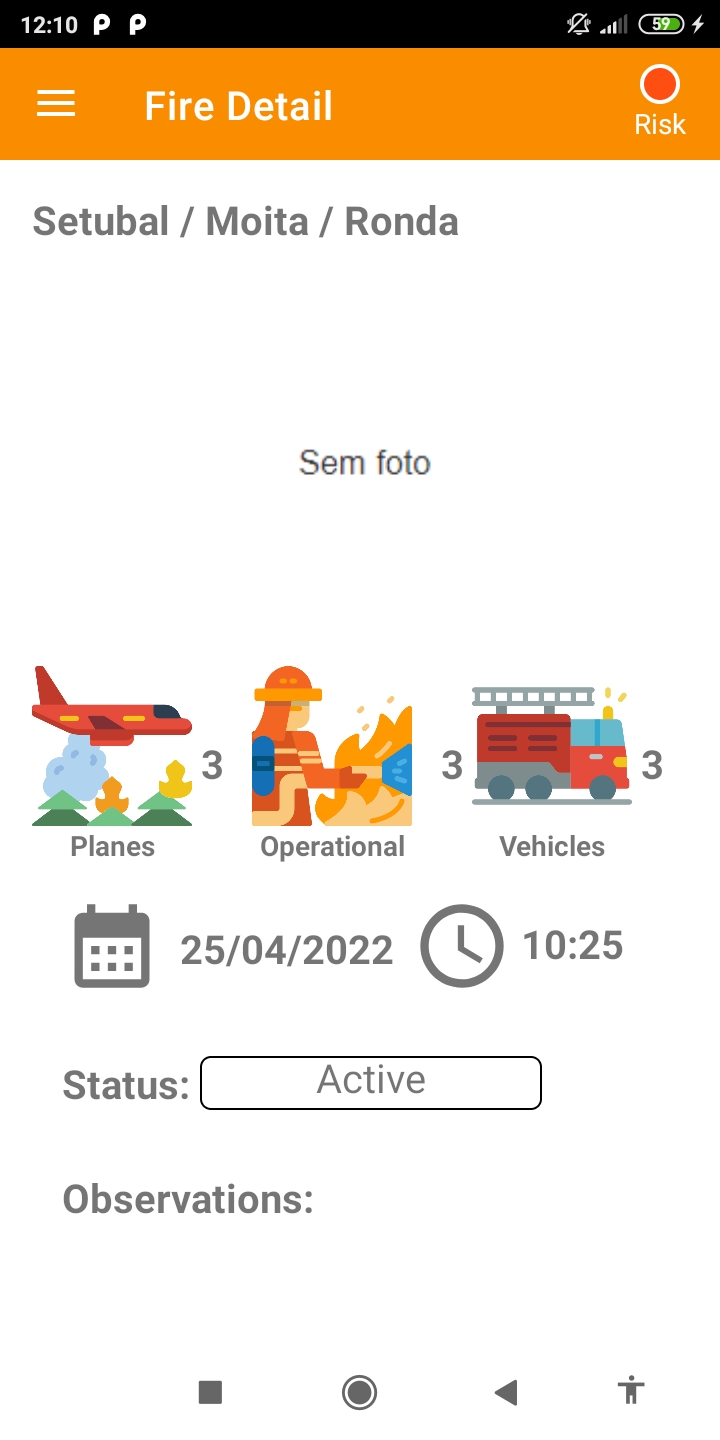 12:10
59
Fire Detail
Risk
Setubal / Moita / Ronda
Sem foto
3 3 3
Planes Operational Vehicles
25/04/2022 10:25
Status: Active
Observations: